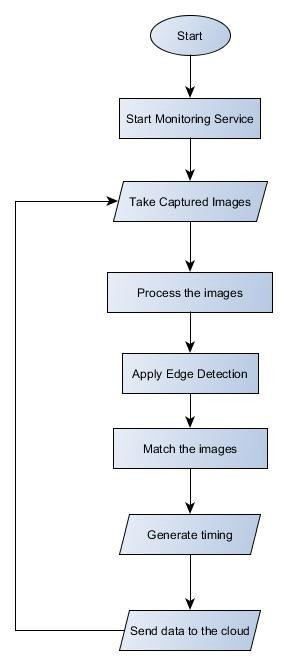 Start
Start Monitoring Service
Take Captured Images
Process the images
Apply Edge Detection
Match the images
Generate timing
Send data to the cloud